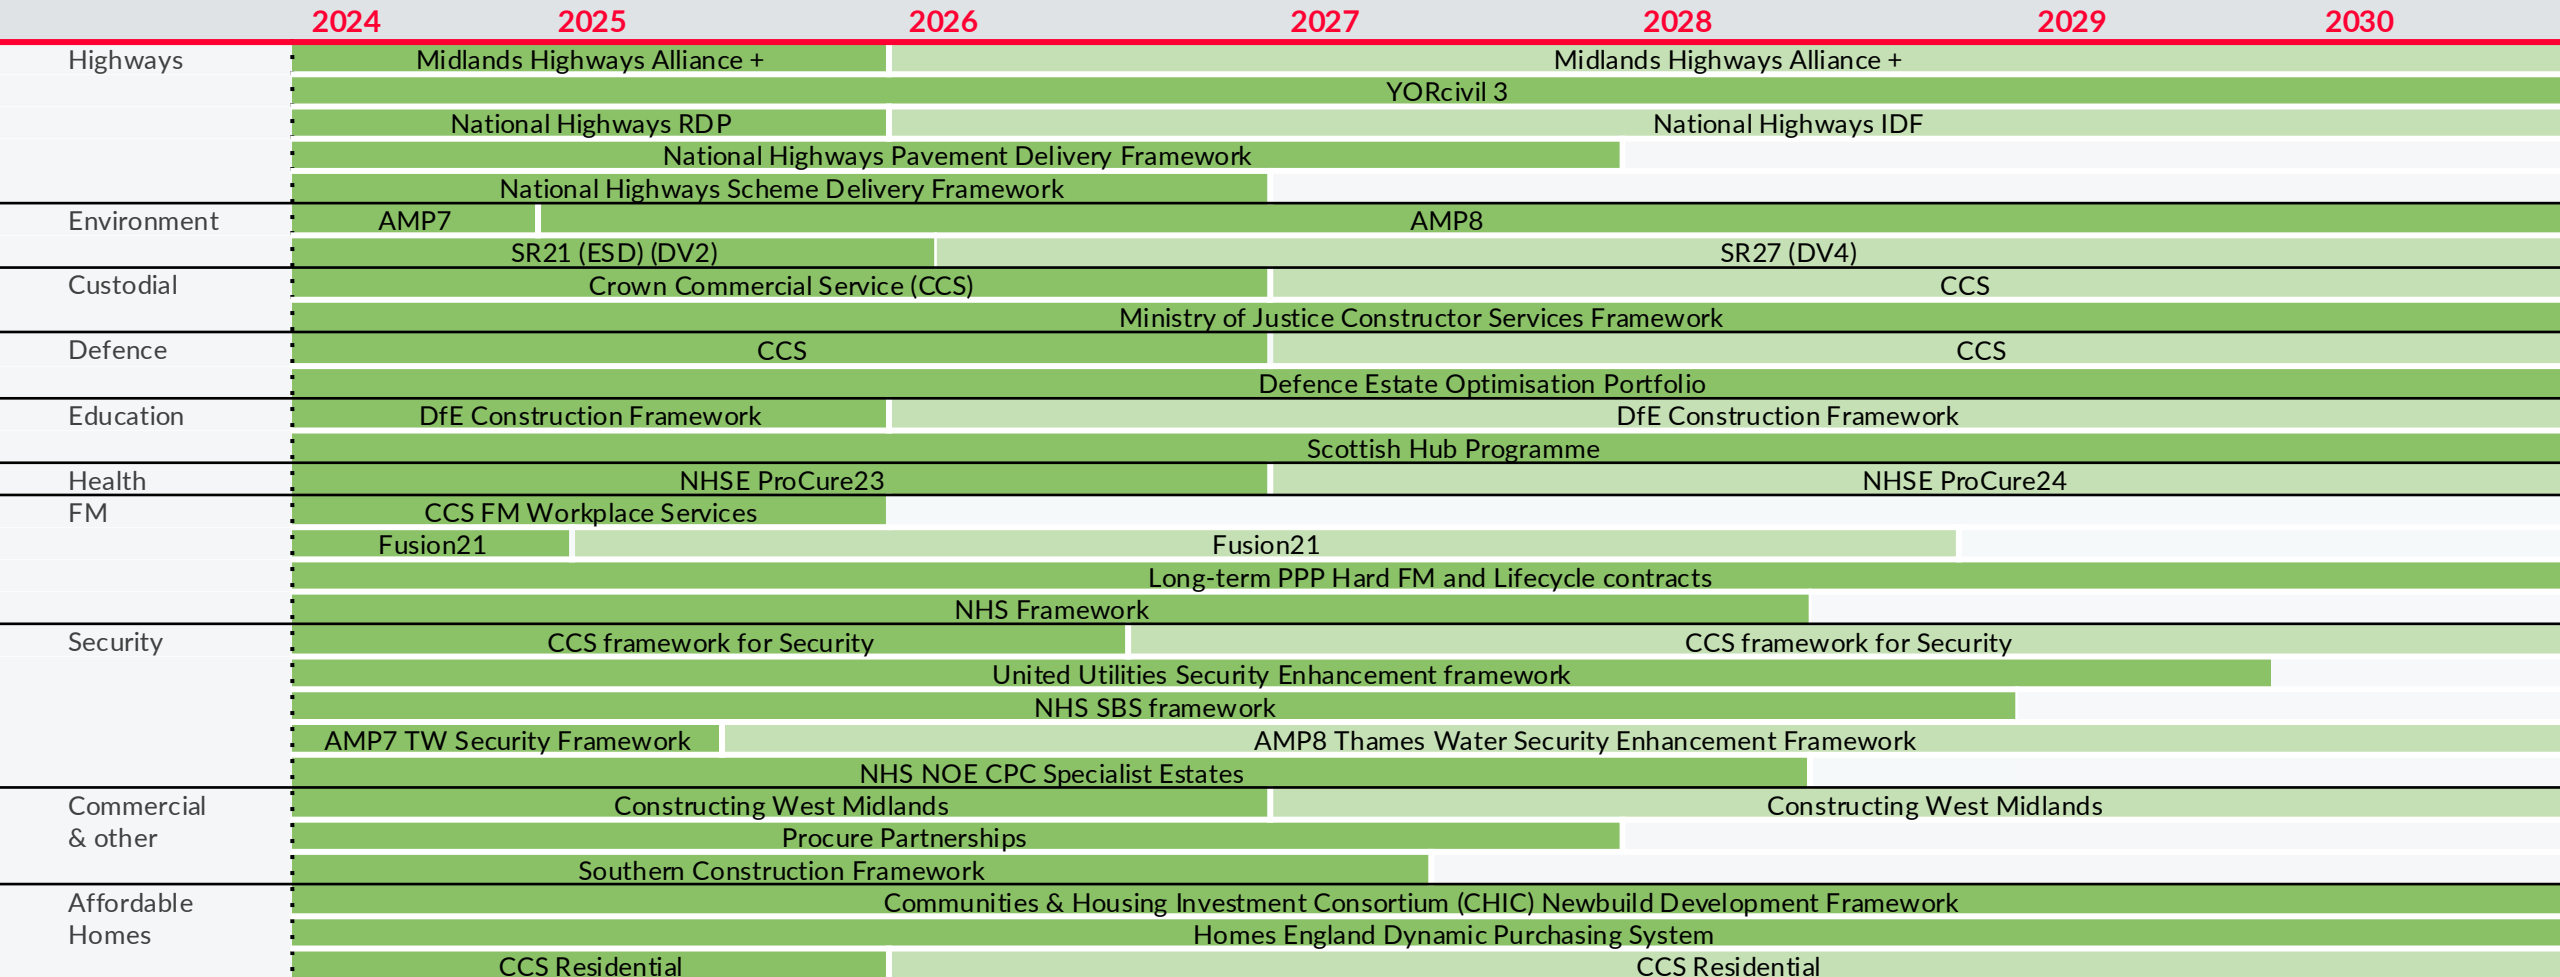 2024 2025 2026 2027 2028 2029 2030
Highways Midlands Highways Alliance + Midlands Highways Alliance +
YORcivil 3
National Highways RDP National Highways IDF
National Highways Pavement Delivery Framework
National Highways Scheme Delivery Framework
Environment AMP7 AMP8
SR21 (ESD) (DV2) SR27 (DV4)
Custodial Crown Commercial Service (CCS) CCS
Ministry of Justice Constructor Services Framework
Defence CCS CCS
Defence Estate Optimisation Portfolio
Education DfE Construction Framework DfE Construction Framework
Scottish Hub Programme
Health NHSE ProCure23 NHSE ProCure24
FM CCS FM Workplace Services
Fusion21 Fusion21
Long-term PPP Hard FM and Lifecycle contracts
NHS Framework
Security CCS framework for Security CCS framework for Security
United Utilities Security Enhancement framework
NHS SBS framework
AMP7 TW Security Framework AMP8 Thames Water Security Enhancement Framework
NHS NOE CPC Specialist Estates
Commercial Constructing West Midlands Constructing West Midlands
& other Procure Partnerships
Southern Construction Framework
Affordable Communities & Housing Investment Consortium (CHIC) Newbuild Development Framework
Homes Homes England Dynamic Purchasing System
CCS Residential CCS Residential